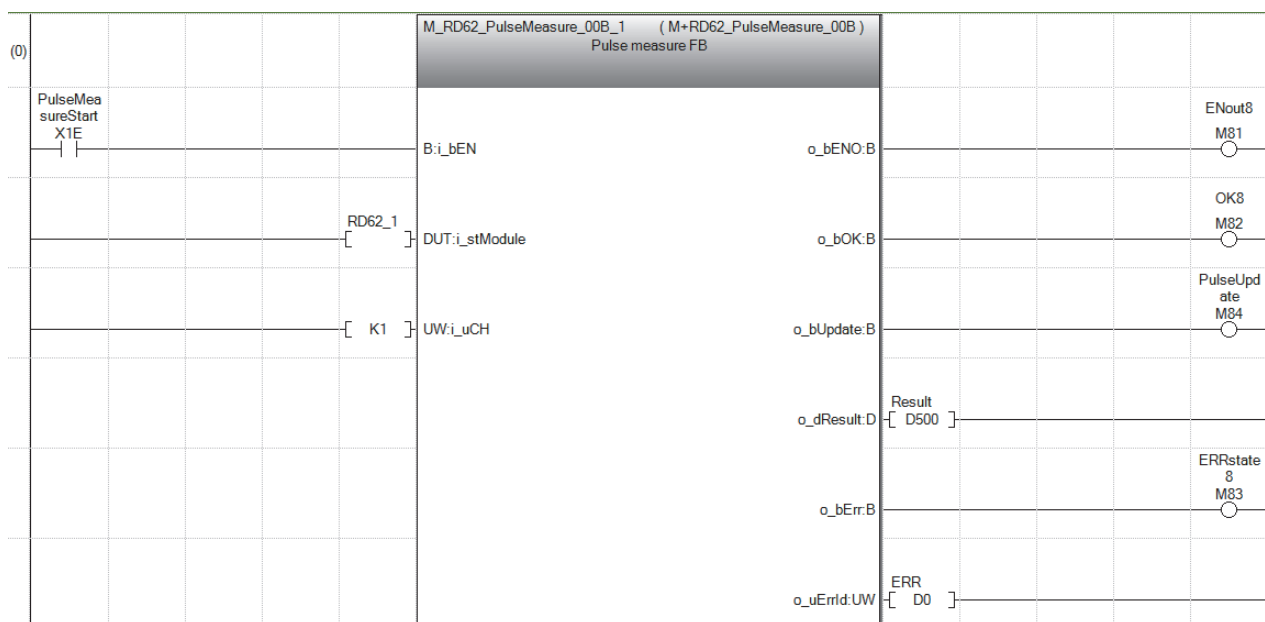 M_RD62_PulseMeasure_00B_1 ( M+RD62_PulseMeasure_00B )
Pulse measure FB
(0)
PulseMea
sureStart
X1E
B:i_bEN
o_bENO:B
ENout8
M81
RD62_1
DUT:i_stModule
o_bOK:B
OK8
M82
K1
UW:i_uCH
o_bUpdate:B
PulseUpd
ate
M84
o_dResult:D
Result
D500
o_bErr:B
ERRstate
8
M83
o_uErrId:UW
ERR
D0